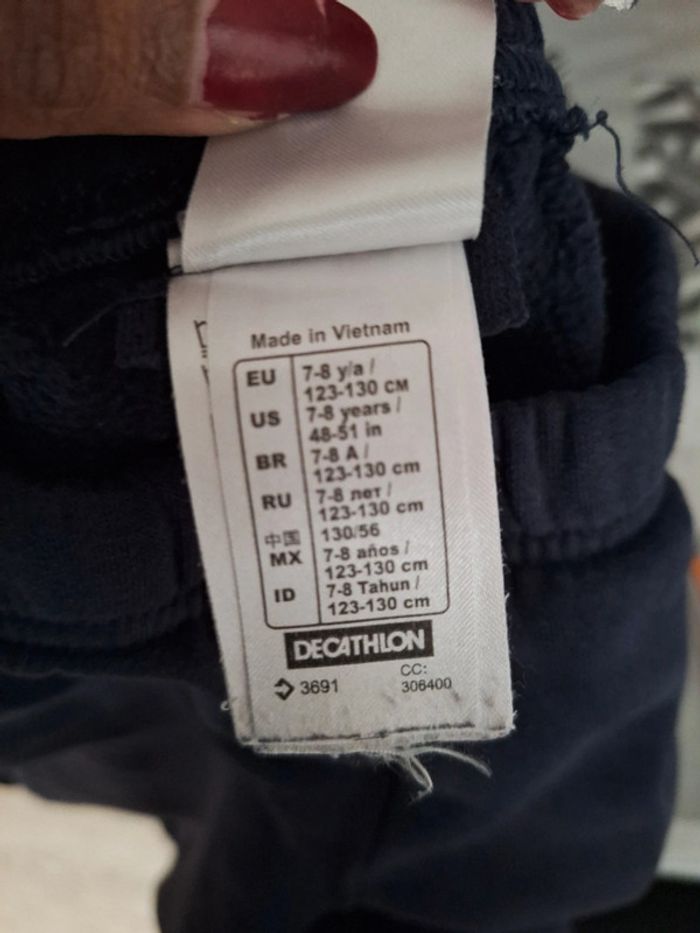 Made in Vietnam
EU 7-8 y/a /
123-130 CM
US 7-8 years /
48-51 in
BR 7-8 A /
123-130 cm
RU 7-8 лет /
123-130 cm
中国 130/56
MX 7-8 años /
123-130 cm
ID 7-8 Tahun /
123-130 cm
DECATHLON
3691
CC:
306400